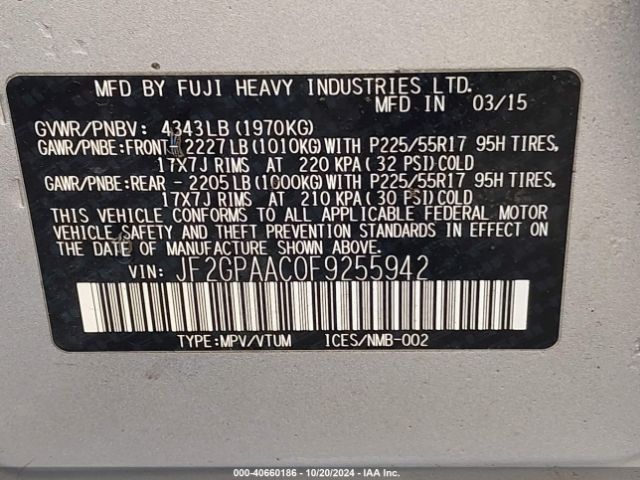 MFD BY FUJI HEAVY INDUSTRIES LTD.
MFD IN 03/15
GVWR/PNBV: 4343LB (1970KG)
GAWR/PNBE:FRONT- 2227 LB (1010KG) WITH P225/55R17 95H TIRES,
17X7J RIMS AT 220 KPA ( 32 PSI) COLD
GAWR/PNBE:REAR - 2205 LB (1000KG) WITH P225/55R17 95H TIRES,
17X7J RIMS AT 210 KPA ( 30 PSI) COLD
THIS VEHICLE CONFORMS TO ALL APPLICABLE FEDERAL MOTOR
VEHICLE SAFETY AND THEFT PREVENTION STANDARDS IN EFFECT ON
THE DATE OF MANUFACTURE SHOWN ABOVE.
VIN: JF2GPAAC0F9255942
TYPE:MPV/VTUM ICES/NMB-002
000-40660186 - 10/20/2024 - IAA Inc.